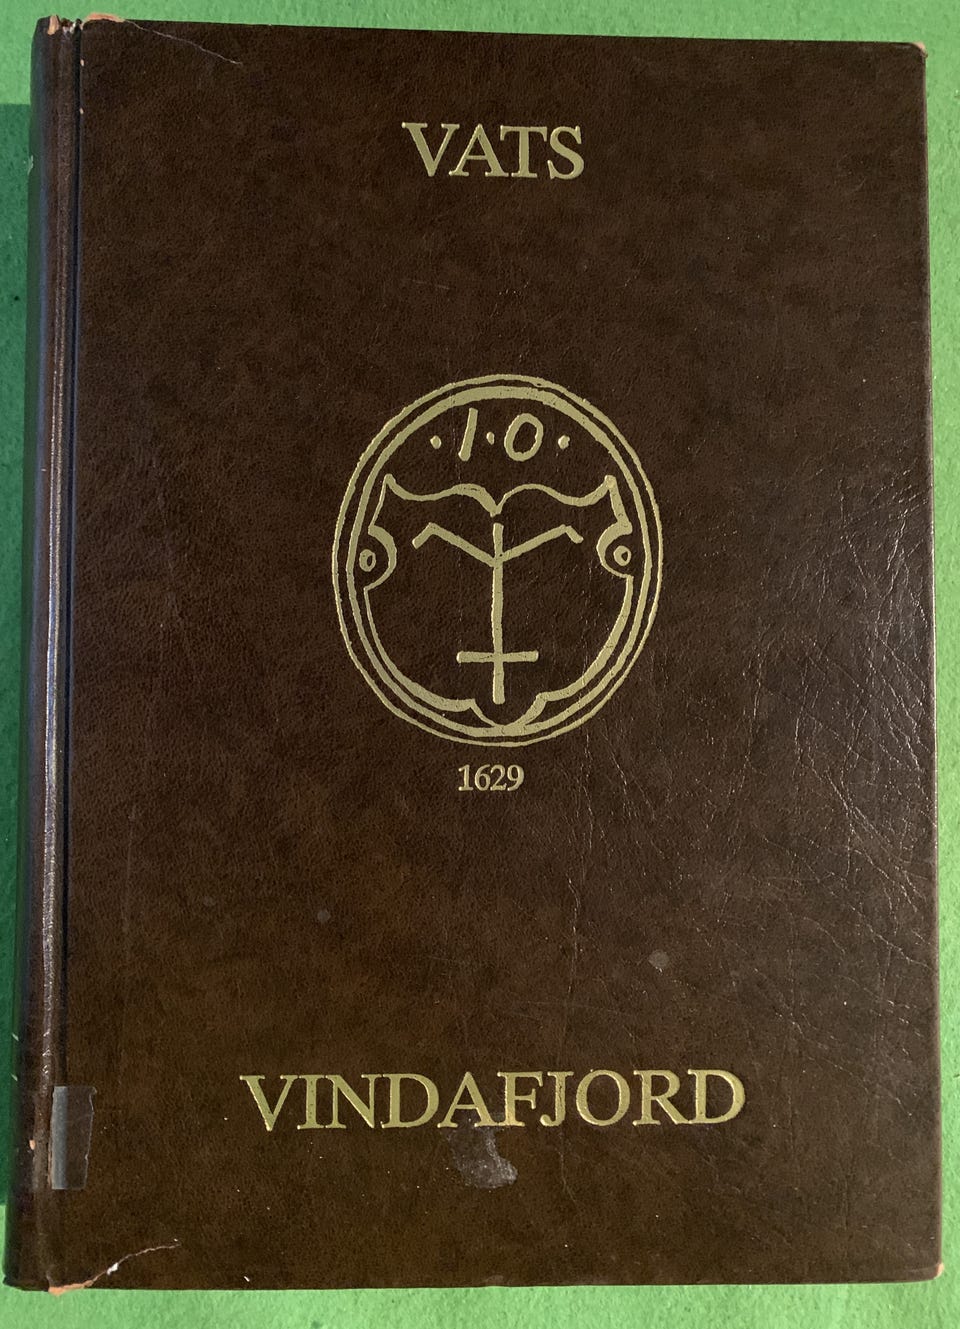 VATS
·I·O·
1629
VINDAFJORD